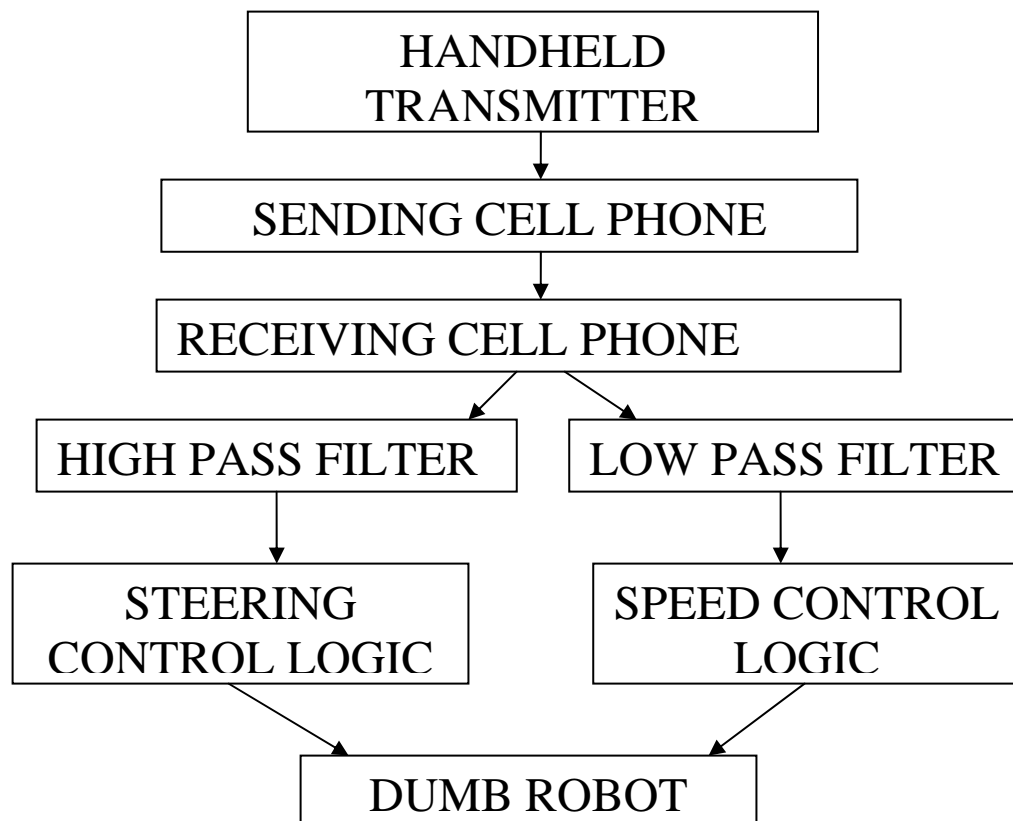 HANDHELD
TRANSMITTER
SENDING CELL PHONE
RECEIVING CELL PHONE
HIGH PASS FILTER
LOW PASS FILTER
STEERING
CONTROL LOGIC
SPEED CONTROL
LOGIC
DUMB ROBOT